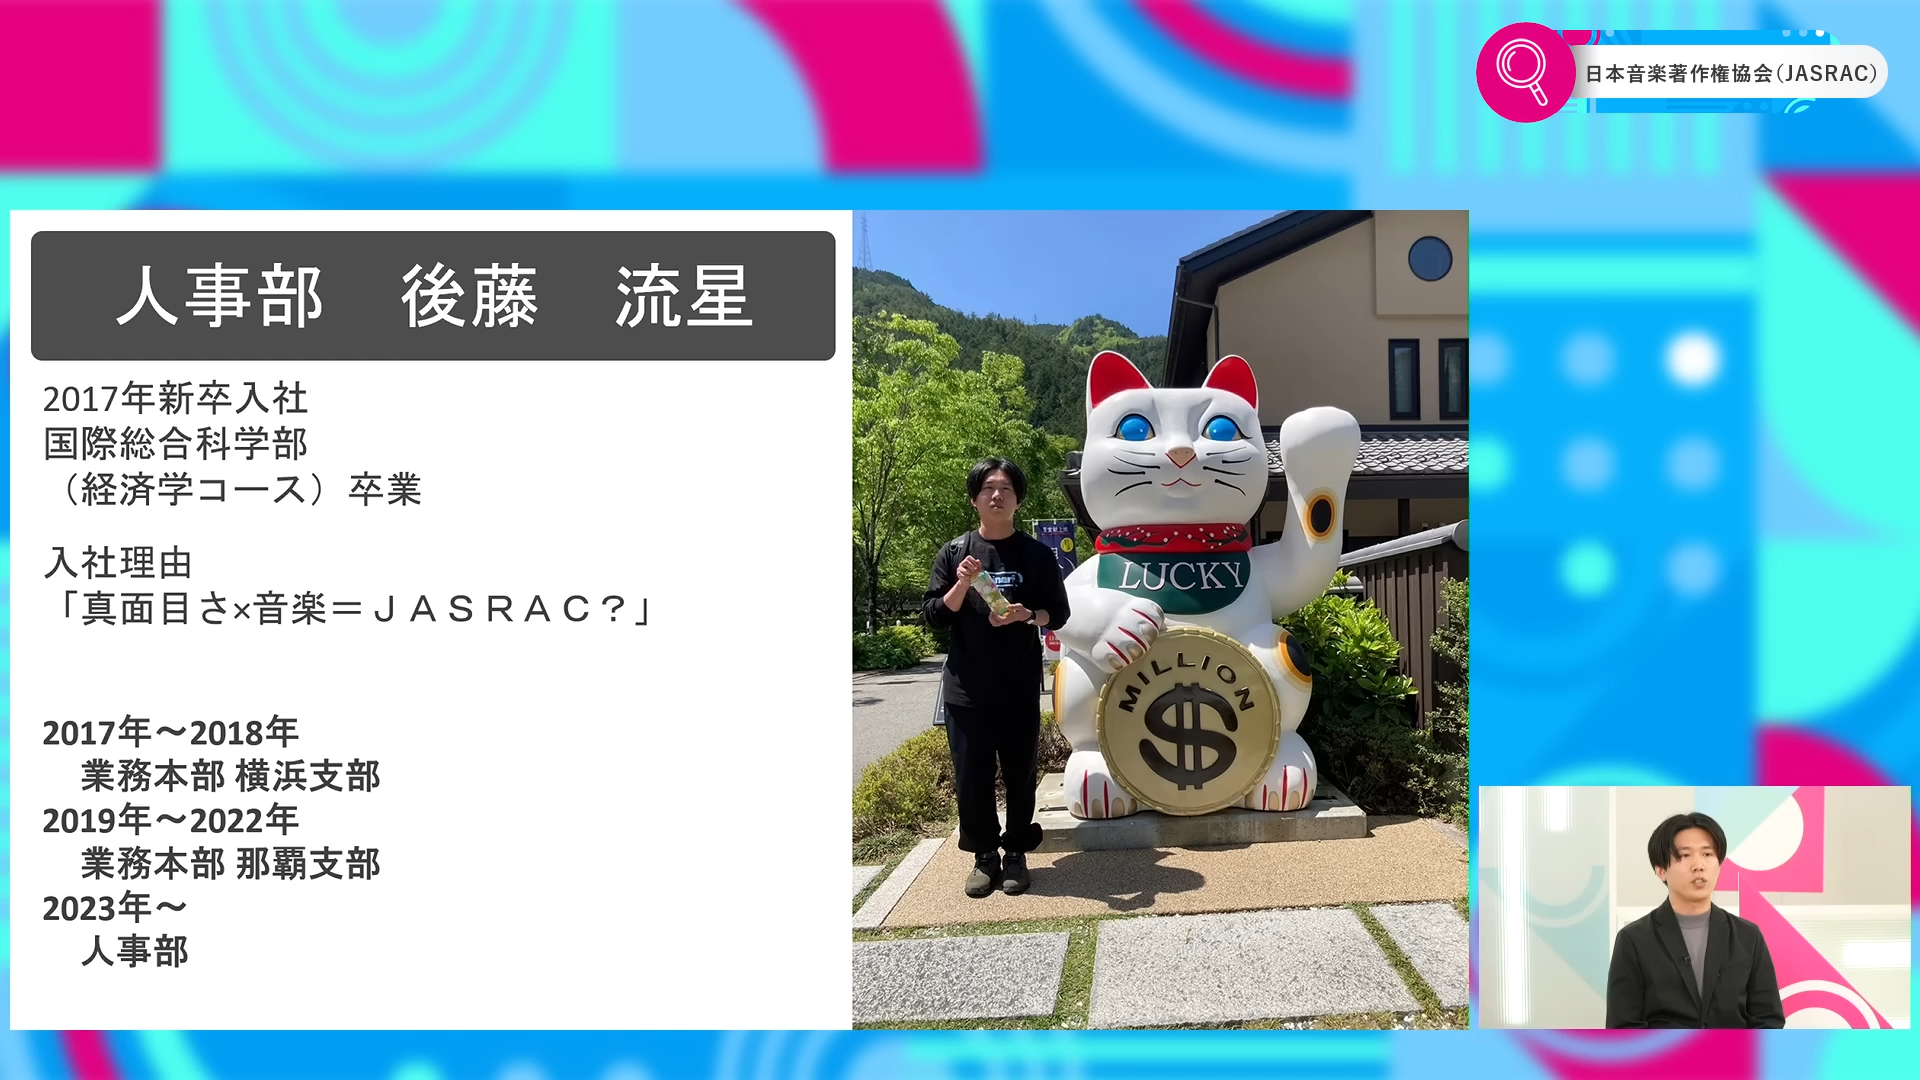 日本音楽著作権協会(JASRAC)
人事部　後藤　流星
2017年新卒入社
国際総合科学部
（経済学コース）卒業
入社理由
「真面目さ×音楽＝ＪＡＳＲＡＣ？」
2017年～2018年
業務本部 横浜支部
2019年～2022年
業務本部 那覇支部
2023年～
人事部
LUCKY
MILLION
$